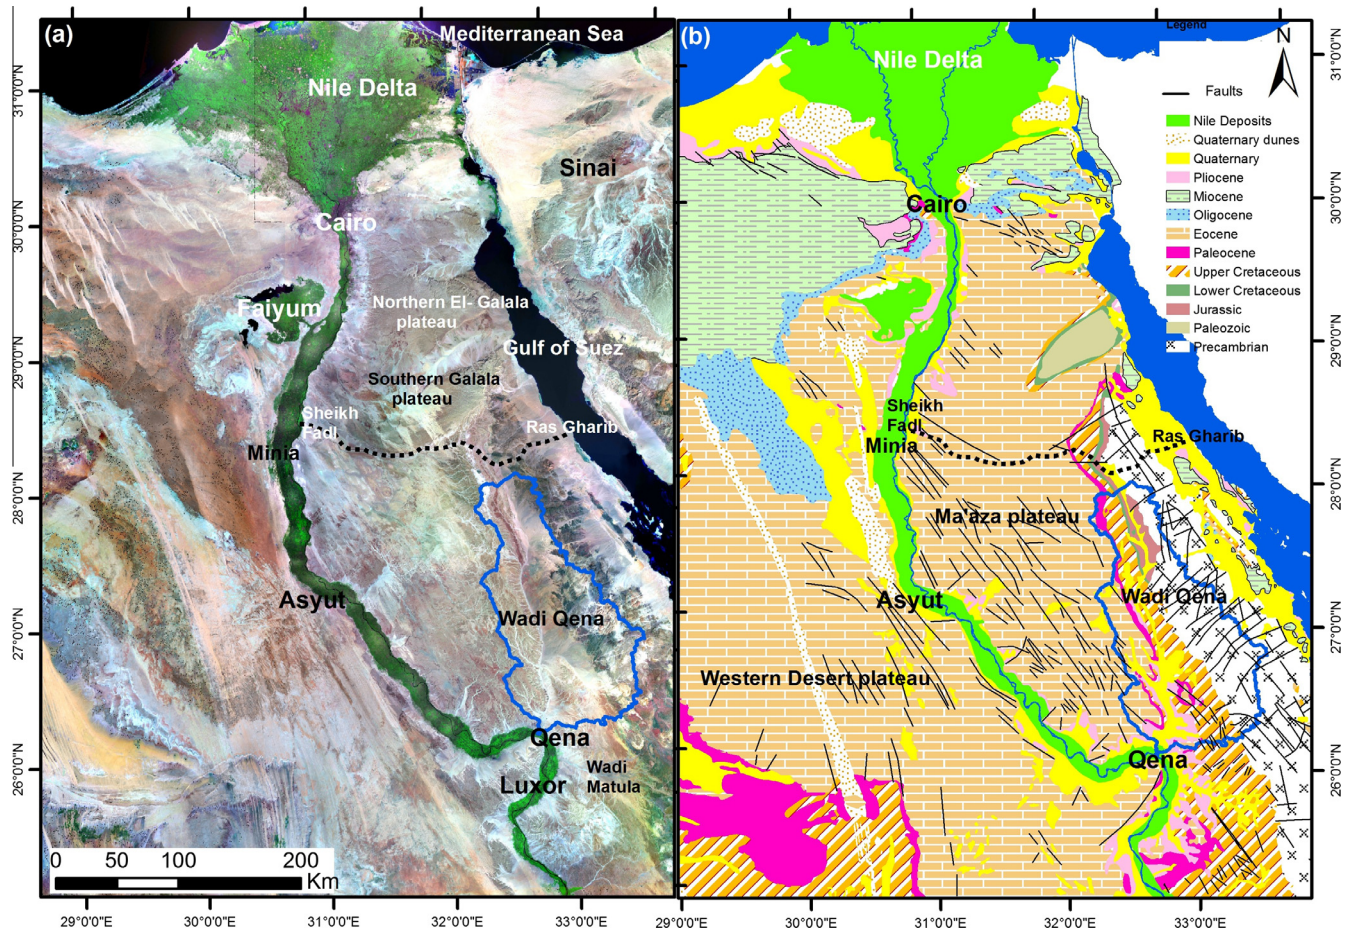 (a)
Mediterranean Sea
Nile Delta
Sinai
Cairo
Faiyum
Northern El- Galala
plateau
Gulf of Suez
Southern Galala
plateau
Sheikh
Fadl
Ras Gharib
Minia
Asyut
Wadi Qena
Qena
Wadi
Matula
Luxor
0 50 100 200
Km
31°0'0"N
30°0'0"N
29°0'0"N
28°0'0"N
27°0'0"N
26°0'0"N
29°0'0"E 30°0'0"E 31°0'0"E 32°0'0"E 33°0'0"E
(b)
Nile Delta
Cairo
Sheikh
Fadl
Minia
Ras Gharib
Ma'aza plateau
Asyut
Wadi Qena
Western Desert plateau
Qena
Legend
N
Faults
Nile Deposits
Quaternary dunes
Quaternary
Pliocene
Miocene
Oligocene
Eocene
Paleocene
Upper Cretaceous
Lower Cretaceous
Jurassic
Paleozoic
Precambrian
31°0'0"N
30°0'0"N
29°0'0"N
28°0'0"N
27°0'0"N
26°0'0"N
29°0'0"E 30°0'0"E 31°0'0"E 32°0'0"E 33°0'0"E